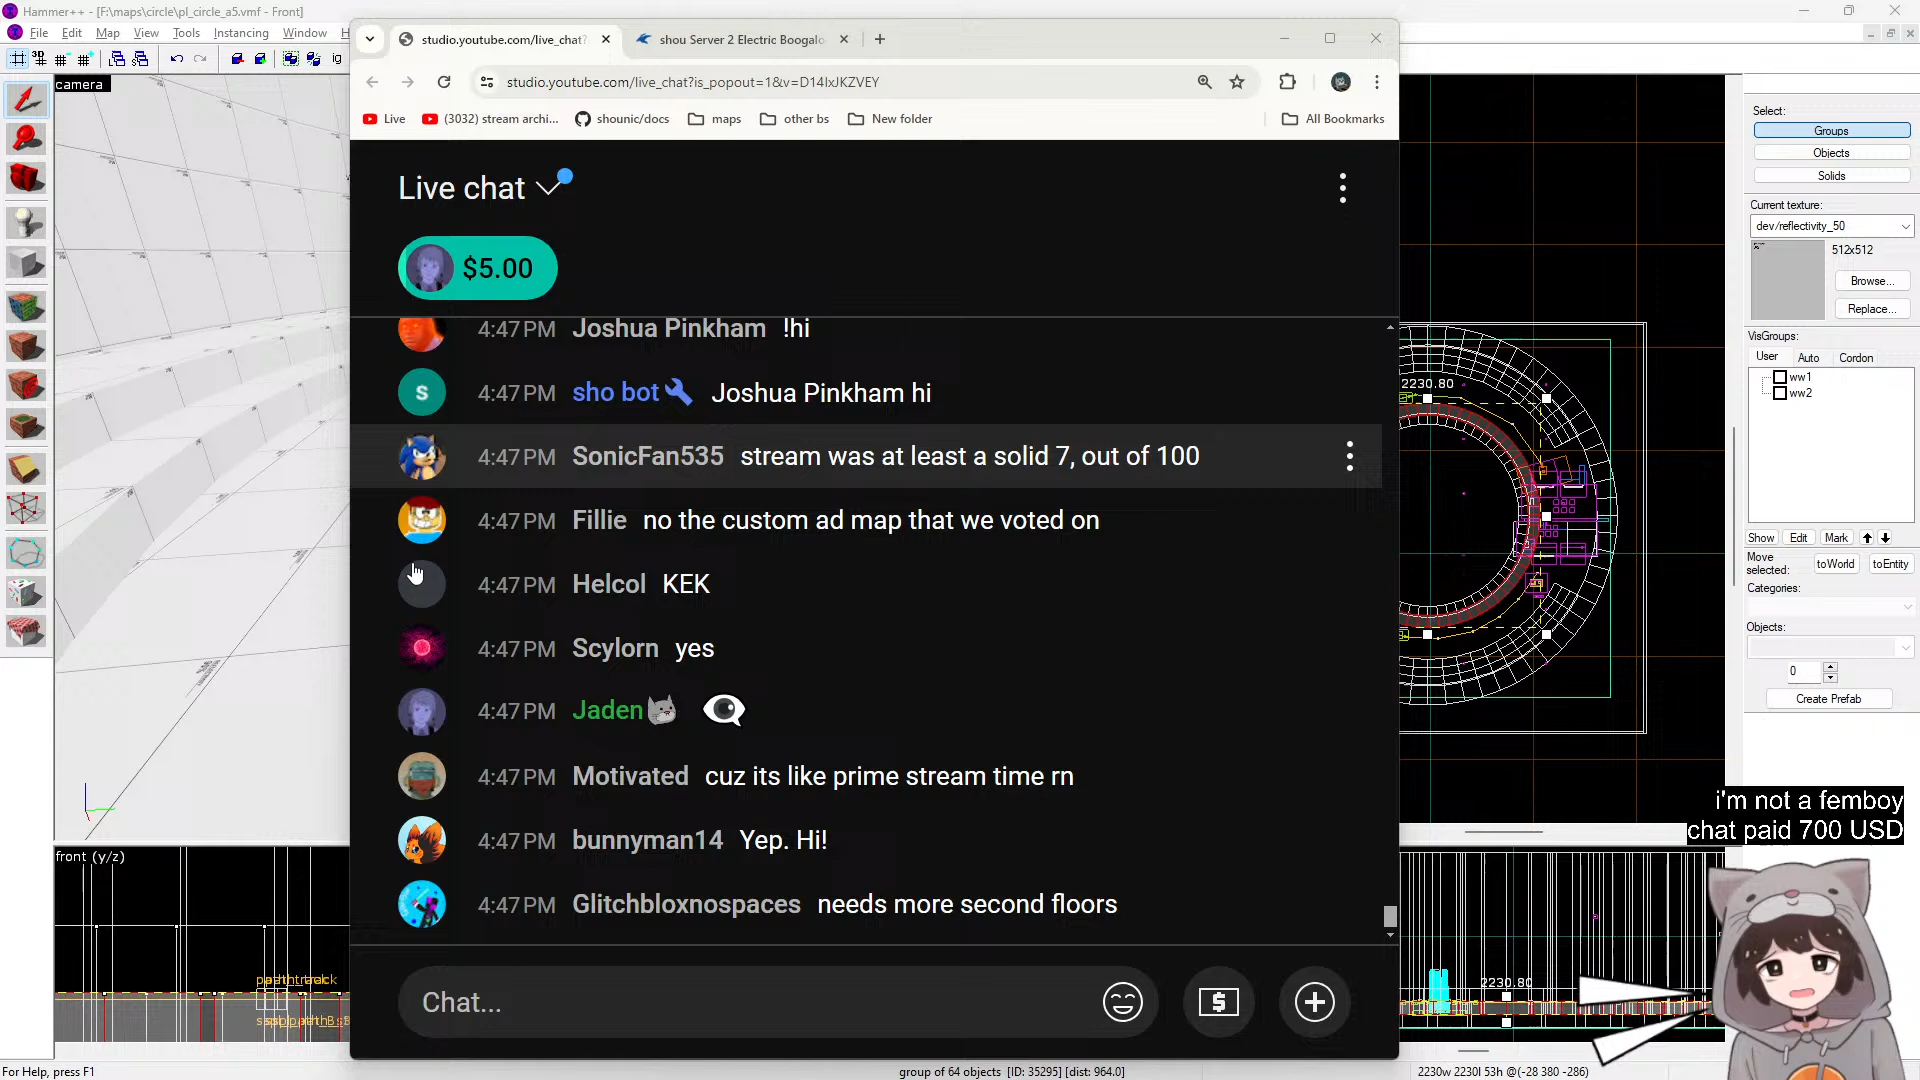 Hammer++ - [F:\maps\circle\pl_circle_a5.vmf - Front]
File Edit Map View Tools Instancing Window H
camera
front (y/z)
studio.youtube.com/live_chat?
shou Server 2 Electric Boogalo
studio.youtube.com/live_chat?is_popout=1&v=D14IxJKZVEY
Live
(3032) stream archi...
shounic/docs
maps
other bs
New folder
All Bookmarks
Live chat
$5.00
4:47 PM Joshua Pinkham !hi
S 4:47 PM sho bot Joshua Pinkham hi
4:47 PM SonicFan535 stream was at least a solid 7, out of 100
4:47 PM Fillie no the custom ad map that we voted on
4:47 PM Helcol KEK
4:47 PM Scylorn yes
4:47 PM Jaden
4:47 PM Motivated cuz its like prime stream time rn
4:47 PM bunnyman14 Yep. Hi!
4:47 PM Glitchbloxnospaces needs more second floors
Chat...
2230.80
2230.80
Select:
Groups
Objects
Solids
Current texture:
dev/reflectivity_50
512x512
Browse...
Replace...
VisGroups:
User Auto Cordon
ww1
ww2
Show Edit Mark
Move selected:
toWorld toEntity
Categories:
Objects:
0
Create Prefab
i'm not a femboy
chat paid 700 USD
For Help, press F1
group of 64 objects [ID: 35295] [dist: 964.0]
2230w 2230l 53h @(-28 380 -286)